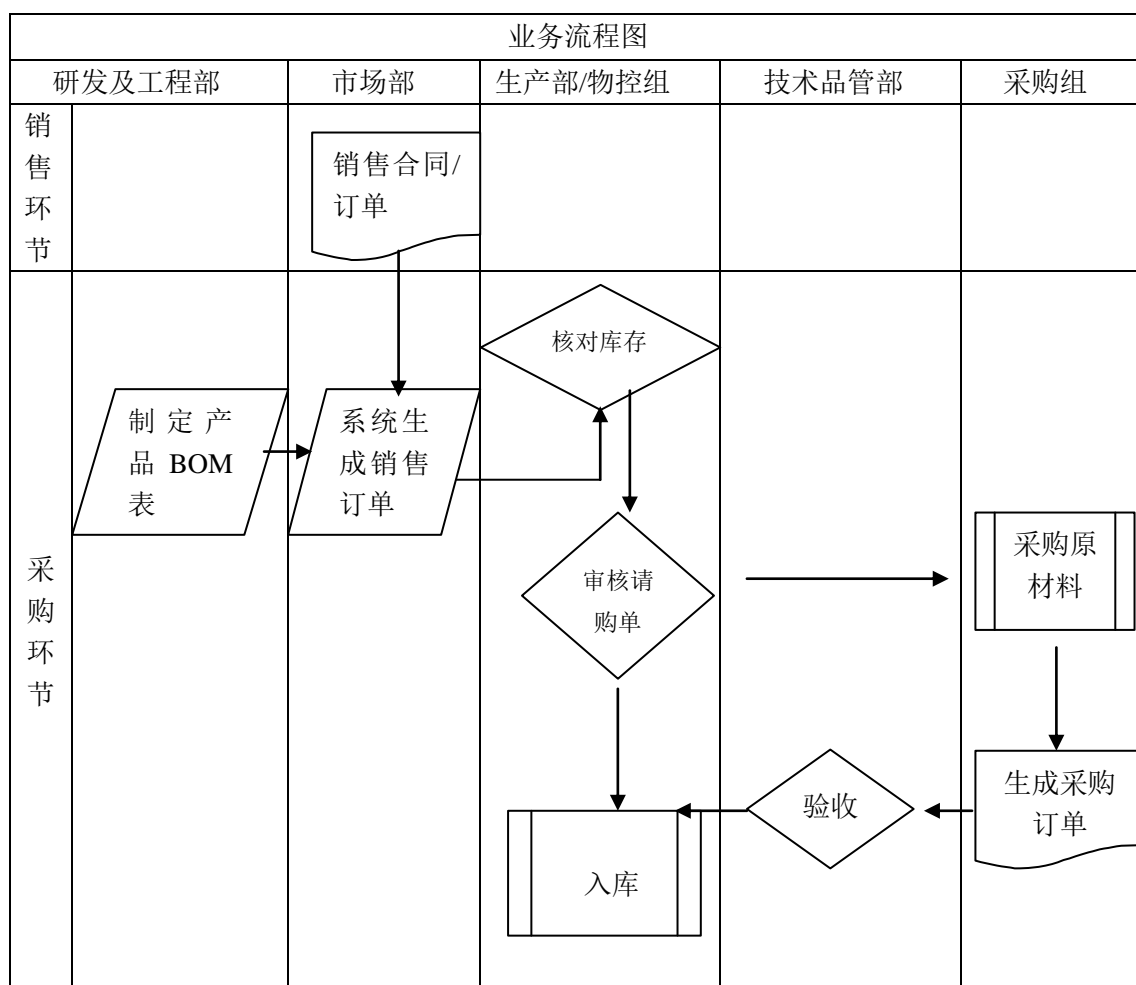 业务流程图
研发及工程部
市场部
生产部/物控组
技术品管部
采购组
销
售
环
节
销售合同/
订单
采
购
环
节
核对库存
制定产
品 BOM
表
系统生
成销售
订单
审核请
购单
采购原
材料
验收
生成采购
订单
入库